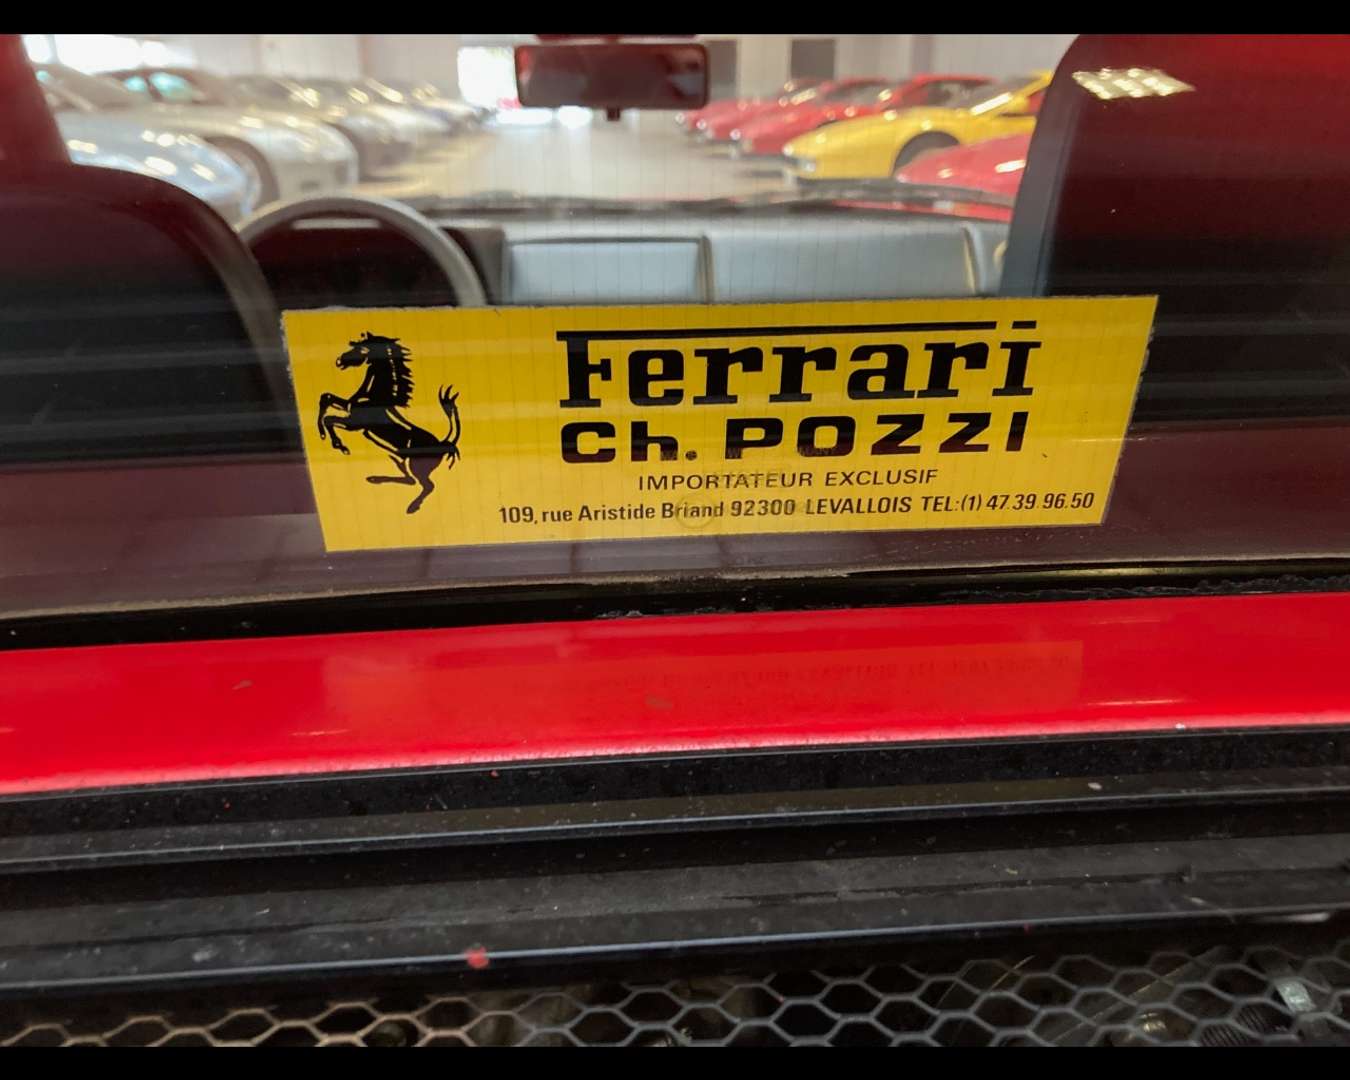 Ferrari
Ch. POZZI
IMPORTATEUR EXCLUSIF
109, rue Aristide Briand 92300 LEVALLOIS TEL:(1) 47.39.96.50